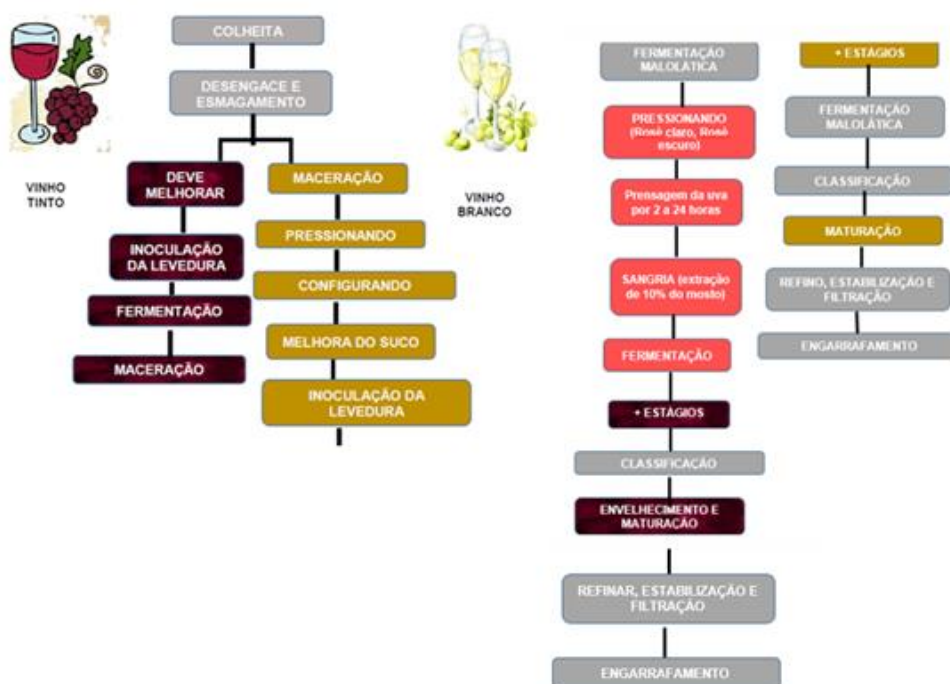 COLHEITA
DESENGACE E
ESMAGAMENTO
VINHO
TINTO
DEVE
MELHORAR
INOCULAÇÃO
DA LEVEDURA
FERMENTAÇÃO
MACERAÇÃO
MACERAÇÃO
PRESSIONANDO
CONFIGURANDO
MELHORA DO SUCO
INOCULAÇÃO DA
LEVEDURA
VINHO
BRANCO
FERMENTAÇÃO
MALOLÁTICA
PRESSIONANDO
(Rosè claro, Rosè
escuro)
Prensagem da uva
por 2 a 24 horas
SANGRIA (extração
de 10% do mosto)
FERMENTAÇÃO
+ ESTÁGIOS
CLASSIFICAÇÃO
ENVELHECIMENTO E
MATURAÇÃO
REFINAR, ESTABILIZAÇÃO E
FILTRAÇÃO
ENGARRAFAMENTO
+ ESTÁGIOS
FERMENTAÇÃO
MALOLÁTICA
CLASSIFICAÇÃO
MATURAÇÃO
REFINO, ESTABILIZAÇÃO E
FILTRAÇÃO
ENGARRAFAMENTO